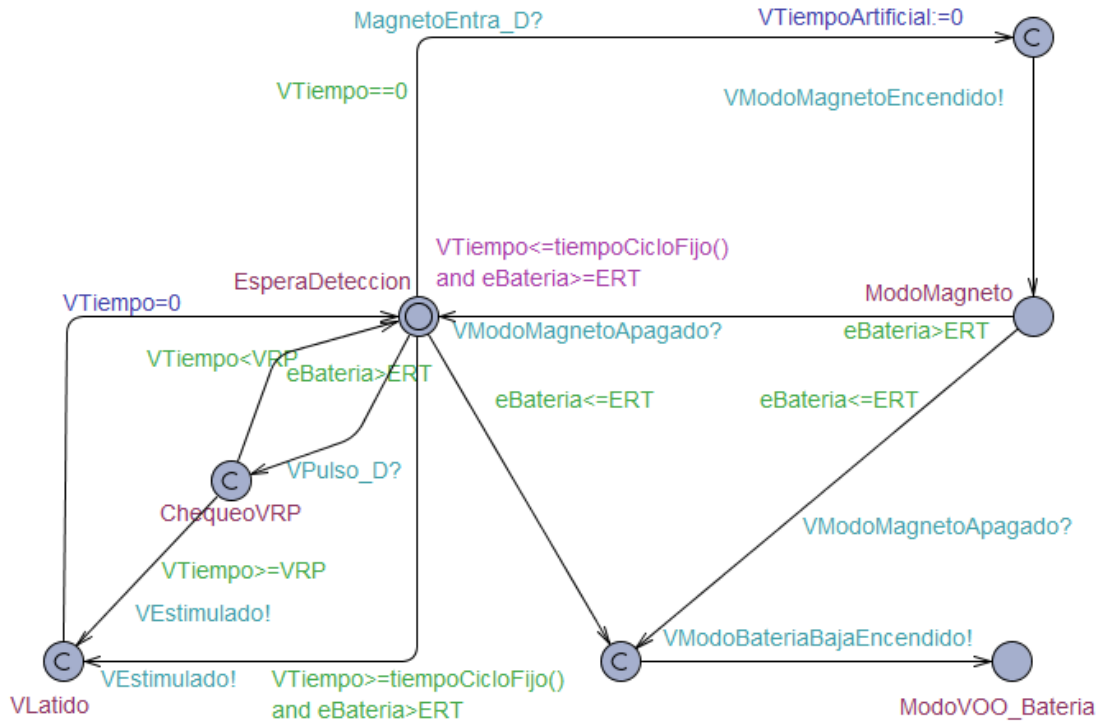 MagnetoEntra_D?
VTiempoArtificial:=0
C
VTiempo==0
VModoMagnetoEncendido!
VTiempo<=tiempoCicloFijo()
and eBateria>=ERT
EsperaDeteccion
ModoMagneto
VTiempo=0
VModoMagnetoApagado?
eBateria>ERT
VTiempo<VRP
eBateria>ERT
eBateria<=ERT
eBateria<=ERT
VPulso_D?
C
ChequeoVRP
VModoMagnetoApagado?
VTiempo>=VRP
VEstimulado!
VModoBateriaBajaEncendido!
C
C
VEstimulado!
VTiempo>=tiempoCicloFijo()
and eBateria>ERT
VLatido
ModoVOO_Bateria